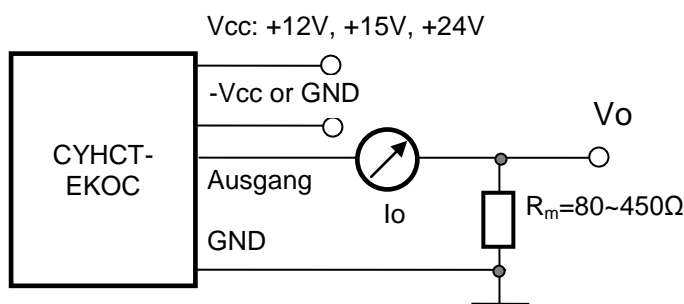 Vcc: +12V, +15V, +24V
-Vcc or GND
Vo
CYHCT-
EKOC
Ausgang
Rm=80~450Ω
Io
GND